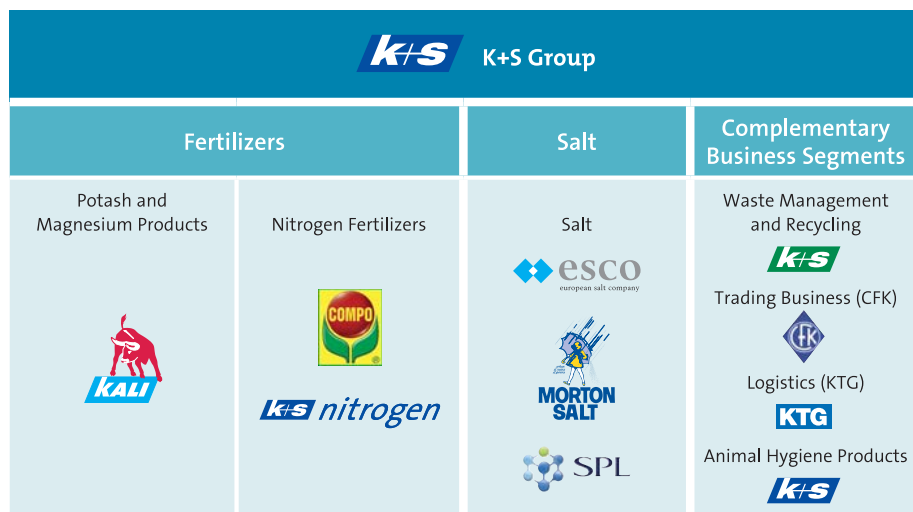 k+s K+S Group
Fertilizers
Salt
Complementary
Business Segments
Potash and
Magnesium Products
KALI
Nitrogen Fertilizers
COMPO
k+s nitrogen
Salt
esco
european salt company
MORTON
SALT
SPL
Waste Management
and Recycling
k+s
Trading Business (CFK)
CFK
Logistics (KTG)
KTG
Animal Hygiene Products
k+s